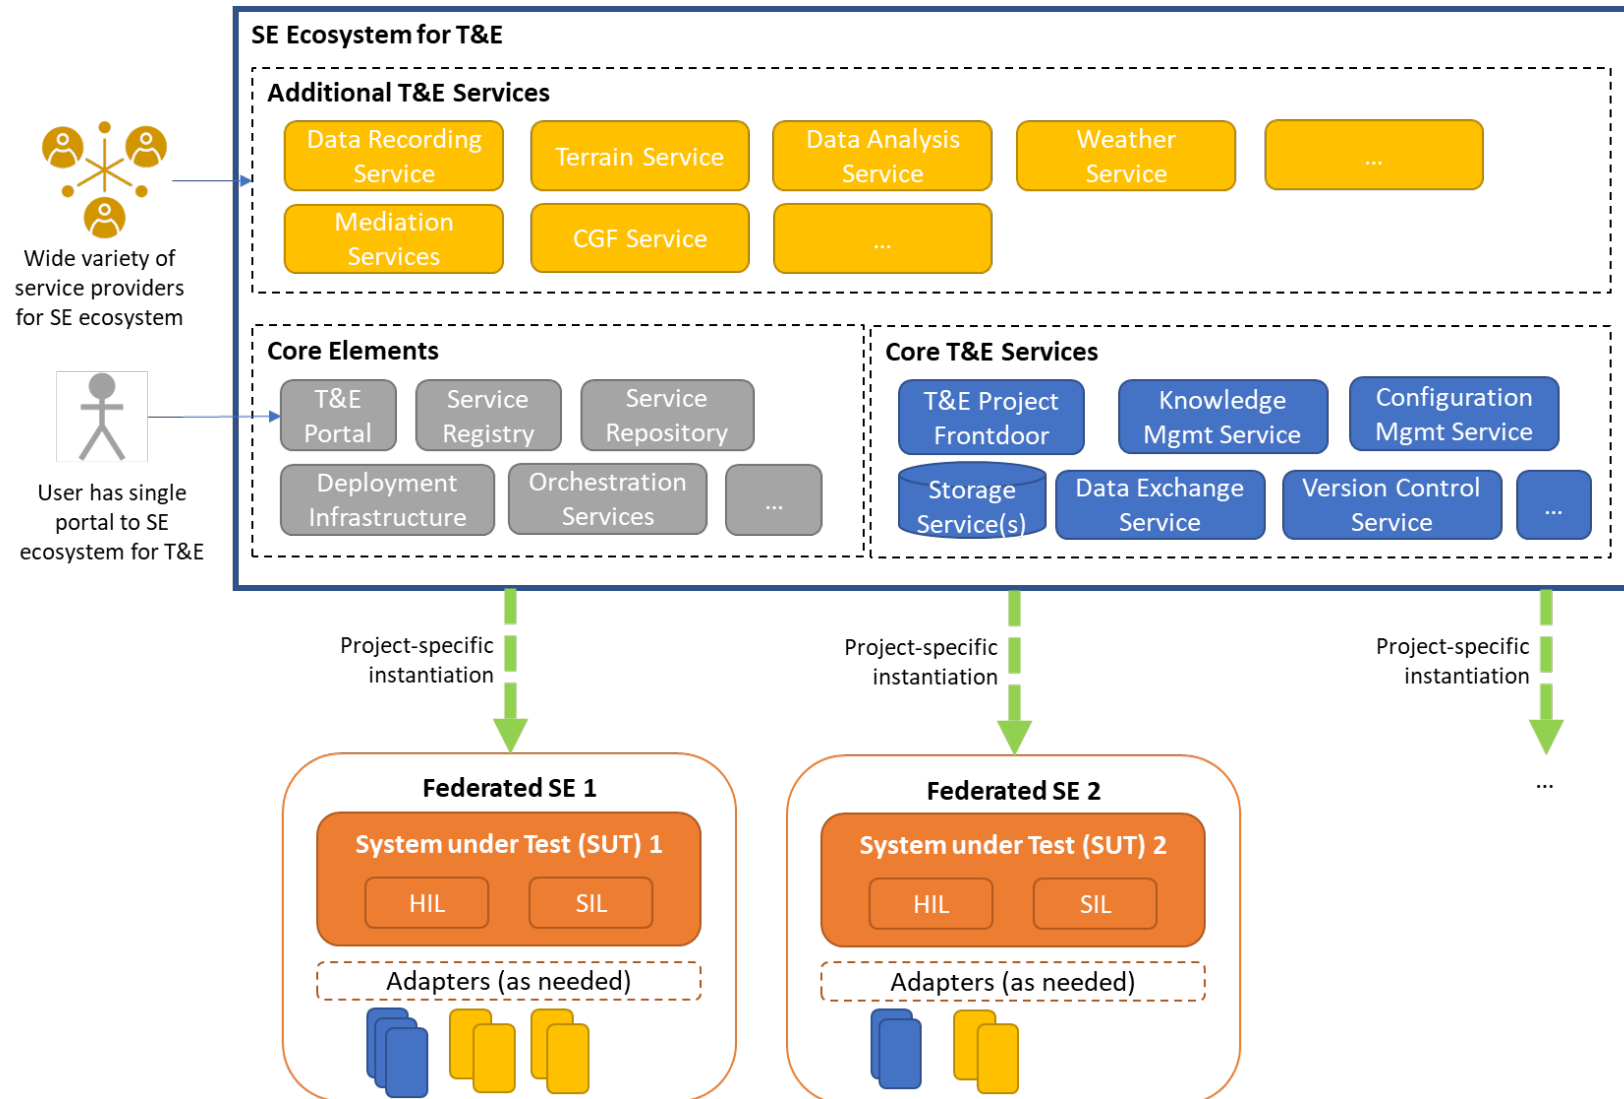 SE Ecosystem for T&E
Additional T&E Services
Data Recording
Service
Terrain Service
Data Analysis
Service
Weather
Service
...
Mediation
Services
CGF Service
...
Wide variety of
service providers
for SE ecosystem
Core Elements
T&E
Portal
Service
Registry
Service
Repository
Deployment
Infrastructure
Orchestration
Services
...
Core T&E Services
T&E Project
Frontdoor
Knowledge
Mgmt Service
Configuration
Mgmt Service
Storage
Service(s)
Data Exchange
Service
Version Control
Service
...
User has single
portal to SE
ecosystem for T&E
Project-specific
instantiation
Project-specific
instantiation
Project-specific
instantiation
Federated SE 1
System under Test (SUT) 1
HIL
SIL
Adapters (as needed)
Federated SE 2
System under Test (SUT) 2
HIL
SIL
Adapters (as needed)
...